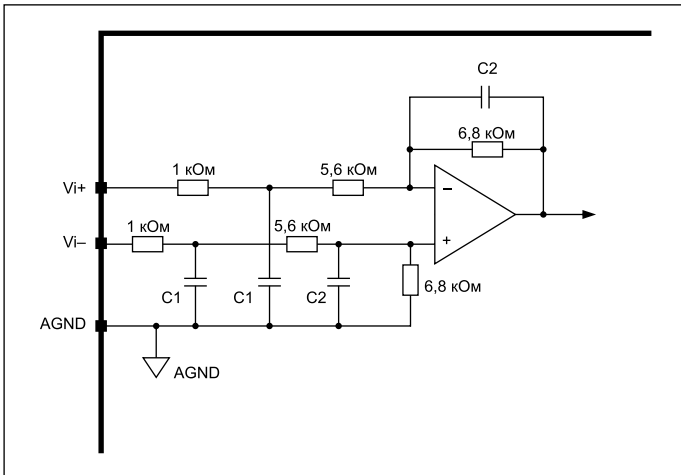 C2
6,8 кОм
1 кОм
5,6 кОм
Vi+
−
1 кОм
5,6 кОм
Vi–
+
C1
C1
C2
6,8 кОм
AGND
AGND